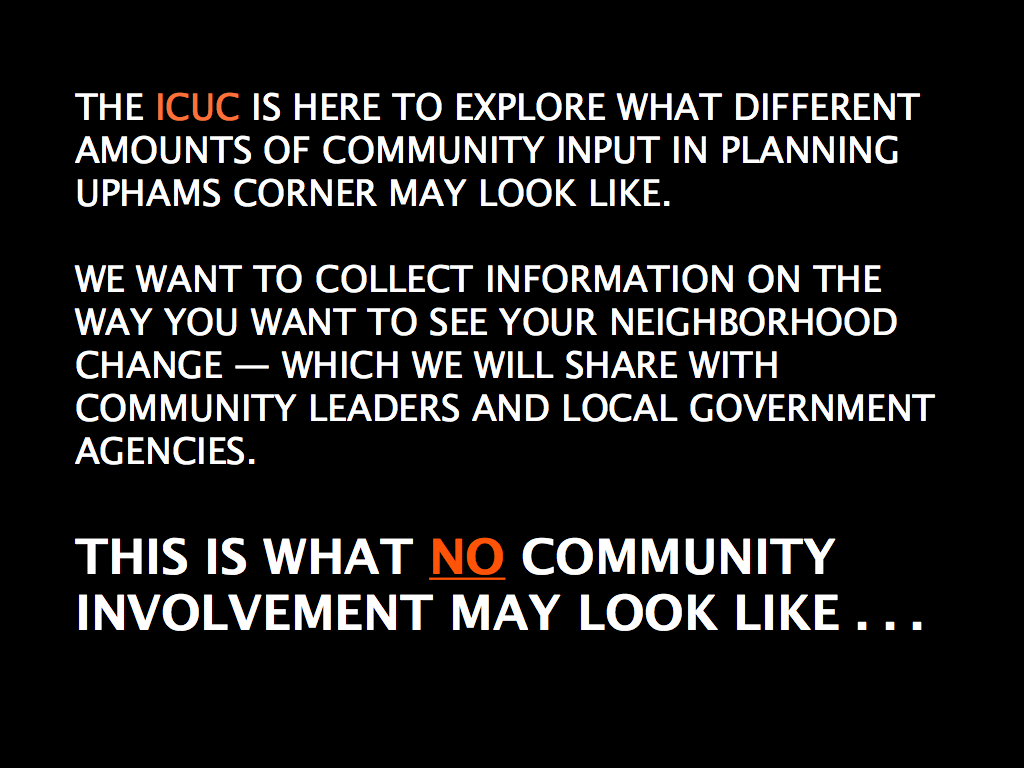 THE ICUC IS HERE TO EXPLORE WHAT DIFFERENT
AMOUNTS OF COMMUNITY INPUT IN PLANNING
UPHAMS CORNER MAY LOOK LIKE.
WE WANT TO COLLECT INFORMATION ON THE
WAY YOU WANT TO SEE YOUR NEIGHBORHOOD
CHANGE — WHICH WE WILL SHARE WITH
COMMUNITY LEADERS AND LOCAL GOVERNMENT
AGENCIES.
THIS IS WHAT NO COMMUNITY
INVOLVEMENT MAY LOOK LIKE . . .